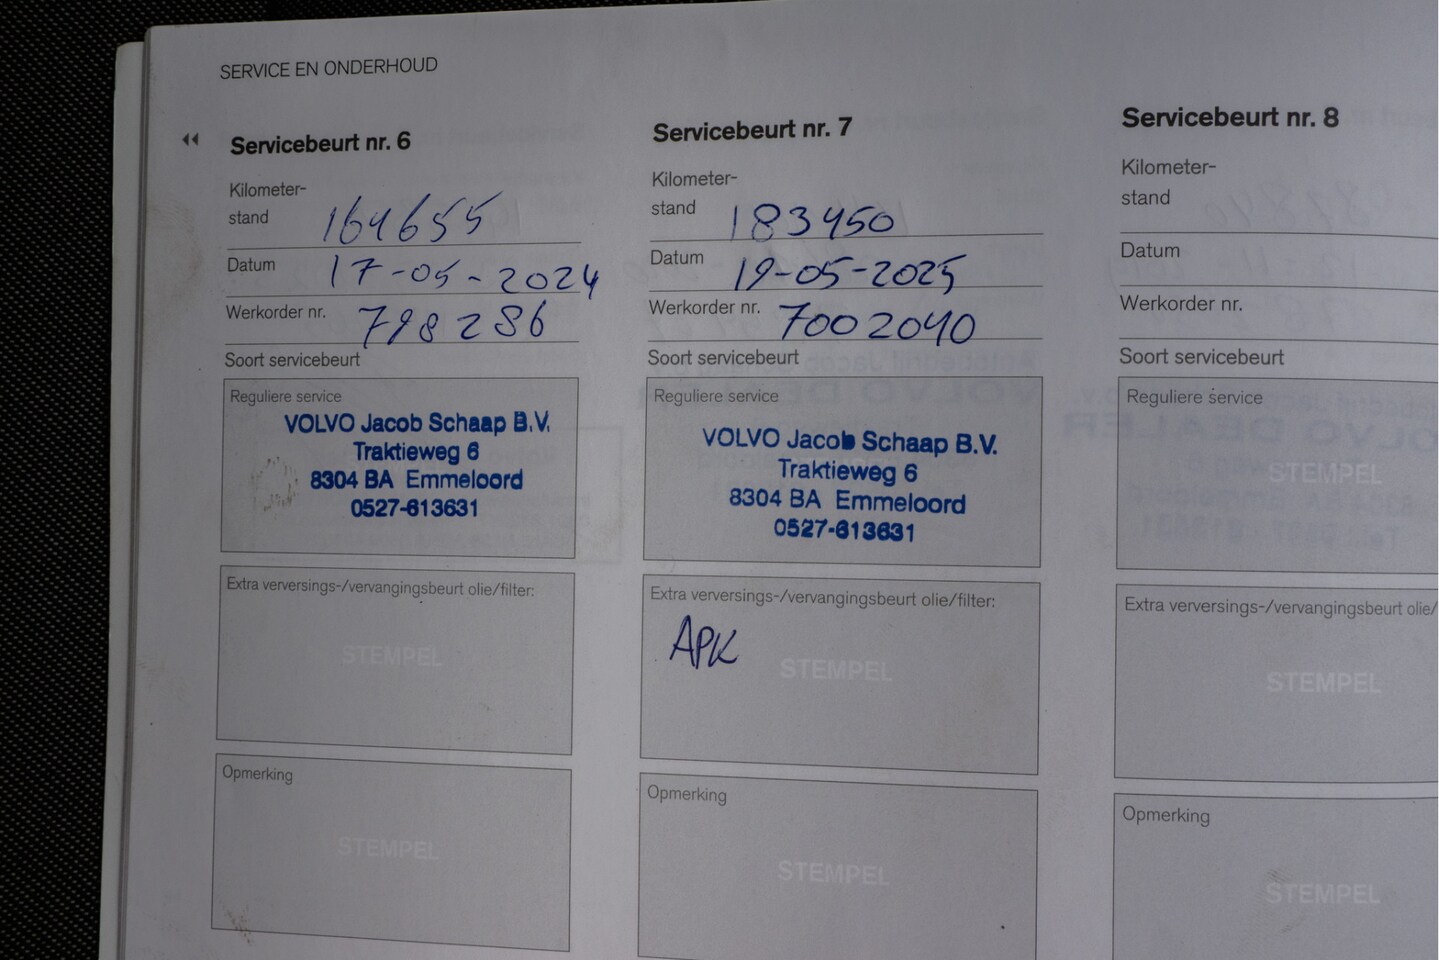 SERVICE EN ONDERHOUD
Servicebeurt nr. 6
Kilometer-
stand 164655
Datum 17-05-2024
Werkorder nr. 798286
Soort servicebeurt
Reguliere service
VOLVO Jacob Schaap B.V.
Traktieweg 6
8304 BA Emmeloord
0527-613631
Extra verversings-/vervangingsbeurt olie/filter:
STEMPEL
Opmerking
STEMPEL
Servicebeurt nr. 7
Kilometer-
stand 183450
Datum 19-05-2025
Werkorder nr. 7002040
Soort servicebeurt
Reguliere service
VOLVO Jacob Schaap B.V.
Traktieweg 6
8304 BA Emmeloord
0527-613631
Extra verversings-/vervangingsbeurt olie/filter:
APK
STEMPEL
Opmerking
STEMPEL
Servicebeurt nr. 8
Kilometer-
stand
Datum
Werkorder nr.
Soort servicebeurt
Reguliere service
STEMPEL
Extra verversings-/vervangingsbeurt olie/
STEMPEL
Opmerking
STEMPEL